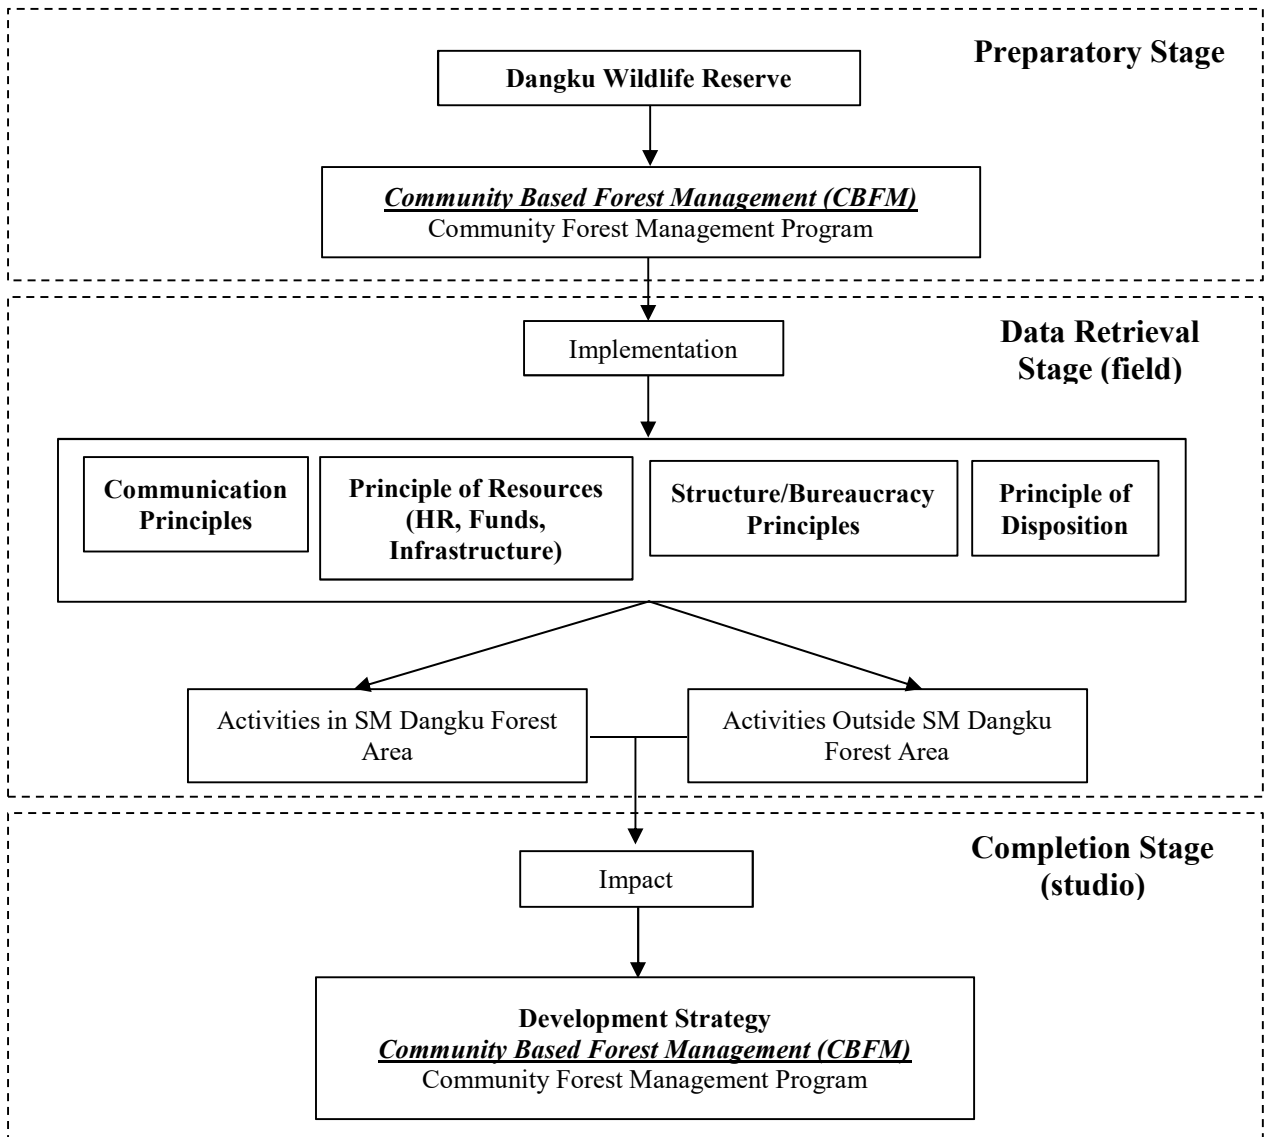 Preparatory Stage
Dangku Wildlife Reserve
Community Based Forest Management (CBFM)
Community Forest Management Program
Data Retrieval
Stage (field)
Implementation
Communication
Principles
Principle of Resources
(HR, Funds,
Infrastructure)
Structure/Bureaucracy
Principles
Principle of
Disposition
Activities in SM Dangku Forest
Area
Activities Outside SM Dangku
Forest Area
Completion Stage
(studio)
Impact
Development Strategy
Community Based Forest Management (CBFM)
Community Forest Management Program